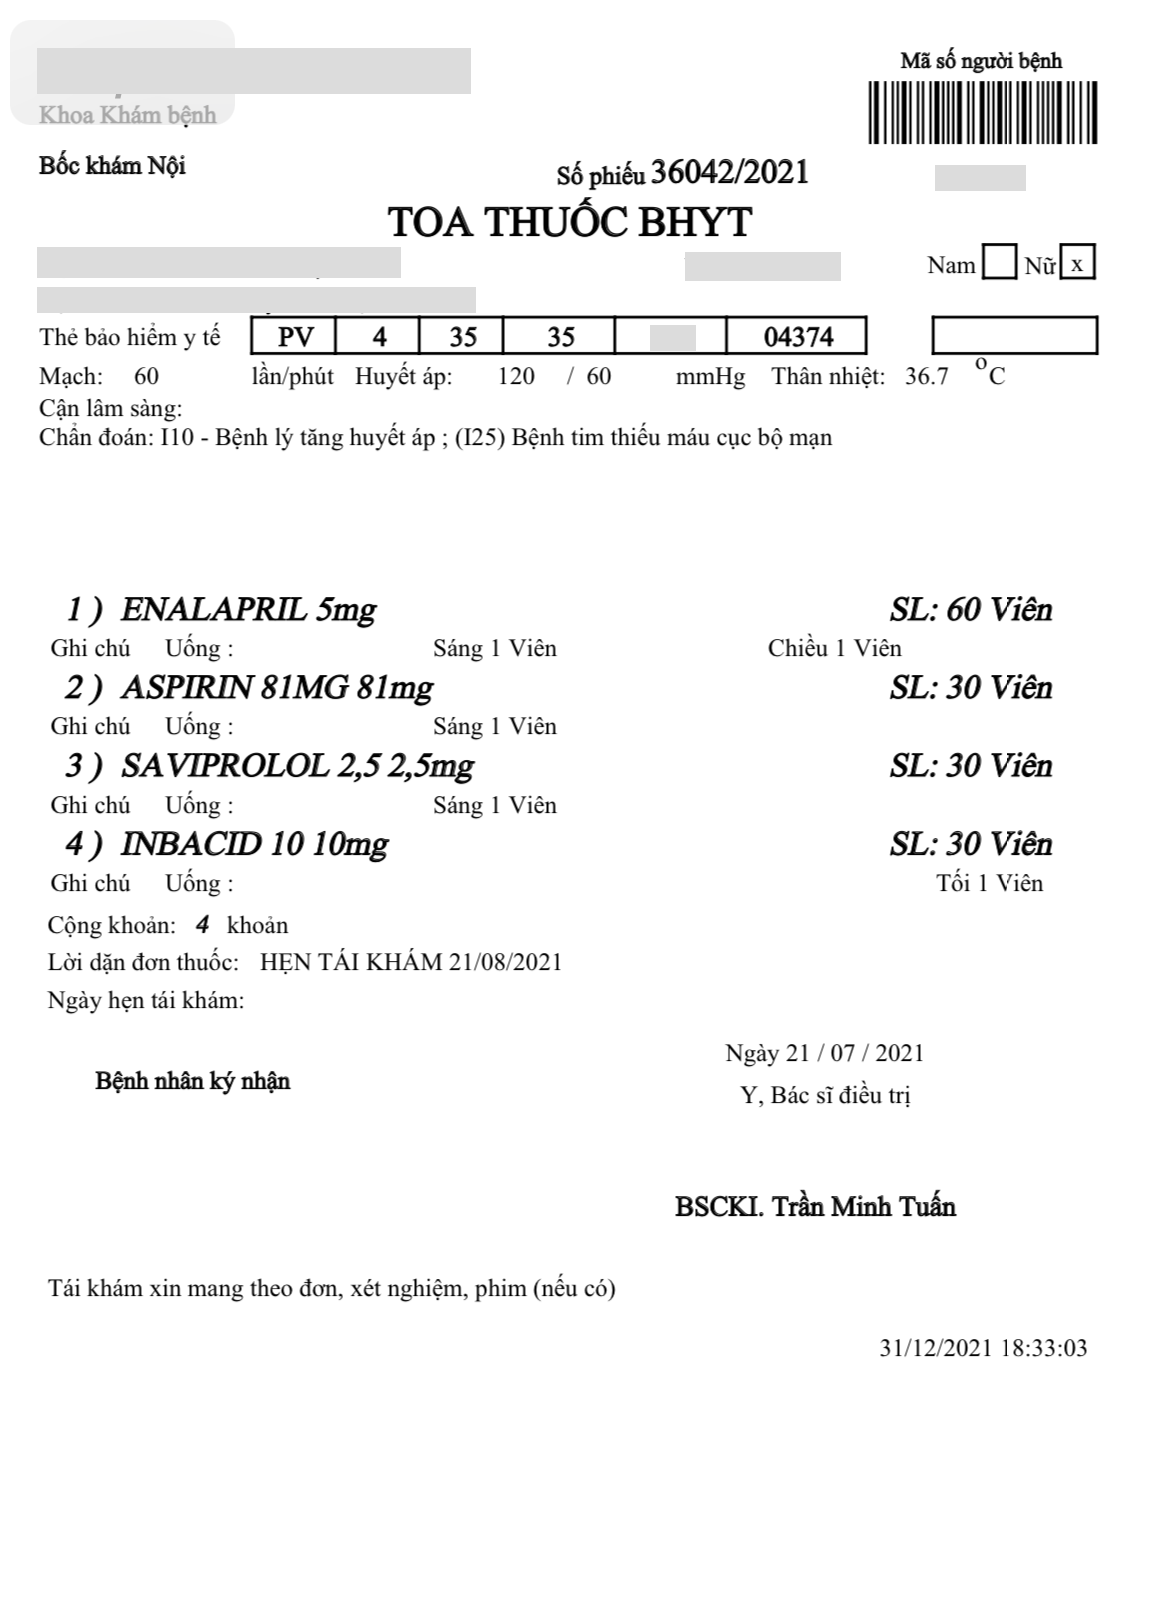 Mã số người bệnh
Khoa Khám bệnh
Bốc khám Nội
Số phiếu 36042/2021
TOA THUỐC BHYT
Nam Nữ x
Thẻ bảo hiểm y tế PV 4 35 35 04374
Mạch: 60 lần/phút Huyết áp: 120 / 60 mmHg Thân nhiệt: 36.7 °C
Cận lâm sàng:
Chẩn đoán: I10 - Bệnh lý tăng huyết áp ; (I25) Bệnh tim thiếu máu cục bộ mạn
1 ) ENALAPRIL 5mg SL: 60 Viên
Ghi chú Uống : Sáng 1 Viên Chiều 1 Viên
2 ) ASPIRIN 81MG 81mg SL: 30 Viên
Ghi chú Uống : Sáng 1 Viên
3 ) SAVIPROLOL 2,5 2,5mg SL: 30 Viên
Ghi chú Uống : Sáng 1 Viên
4 ) INBACID 10 10mg SL: 30 Viên
Ghi chú Uống : Tối 1 Viên
Cộng khoản: 4 khoản
Lời dặn đơn thuốc: HẸN TÁI KHÁM 21/08/2021
Ngày hẹn tái khám:
Ngày 21 / 07 / 2021
Bệnh nhân ký nhận
Y, Bác sĩ điều trị
BSCKI. Trần Minh Tuấn
Tái khám xin mang theo đơn, xét nghiệm, phim (nếu có)
31/12/2021 18:33:03